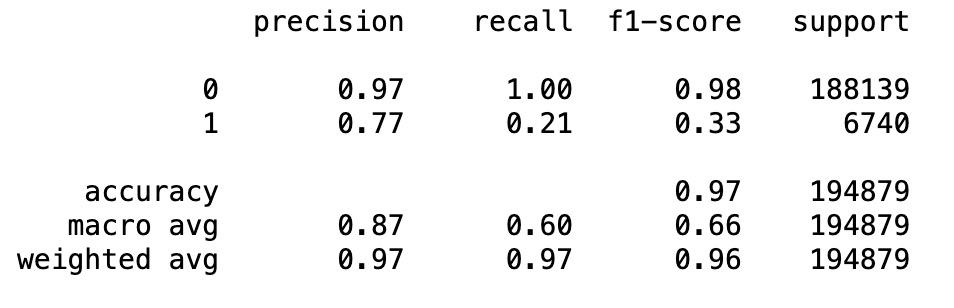 precision recall f1-score support
0 0.97 1.00 0.98 188139
1 0.77 0.21 0.33 6740
accuracy 0.97 194879
macro avg 0.87 0.60 0.66 194879
weighted avg 0.97 0.97 0.96 194879